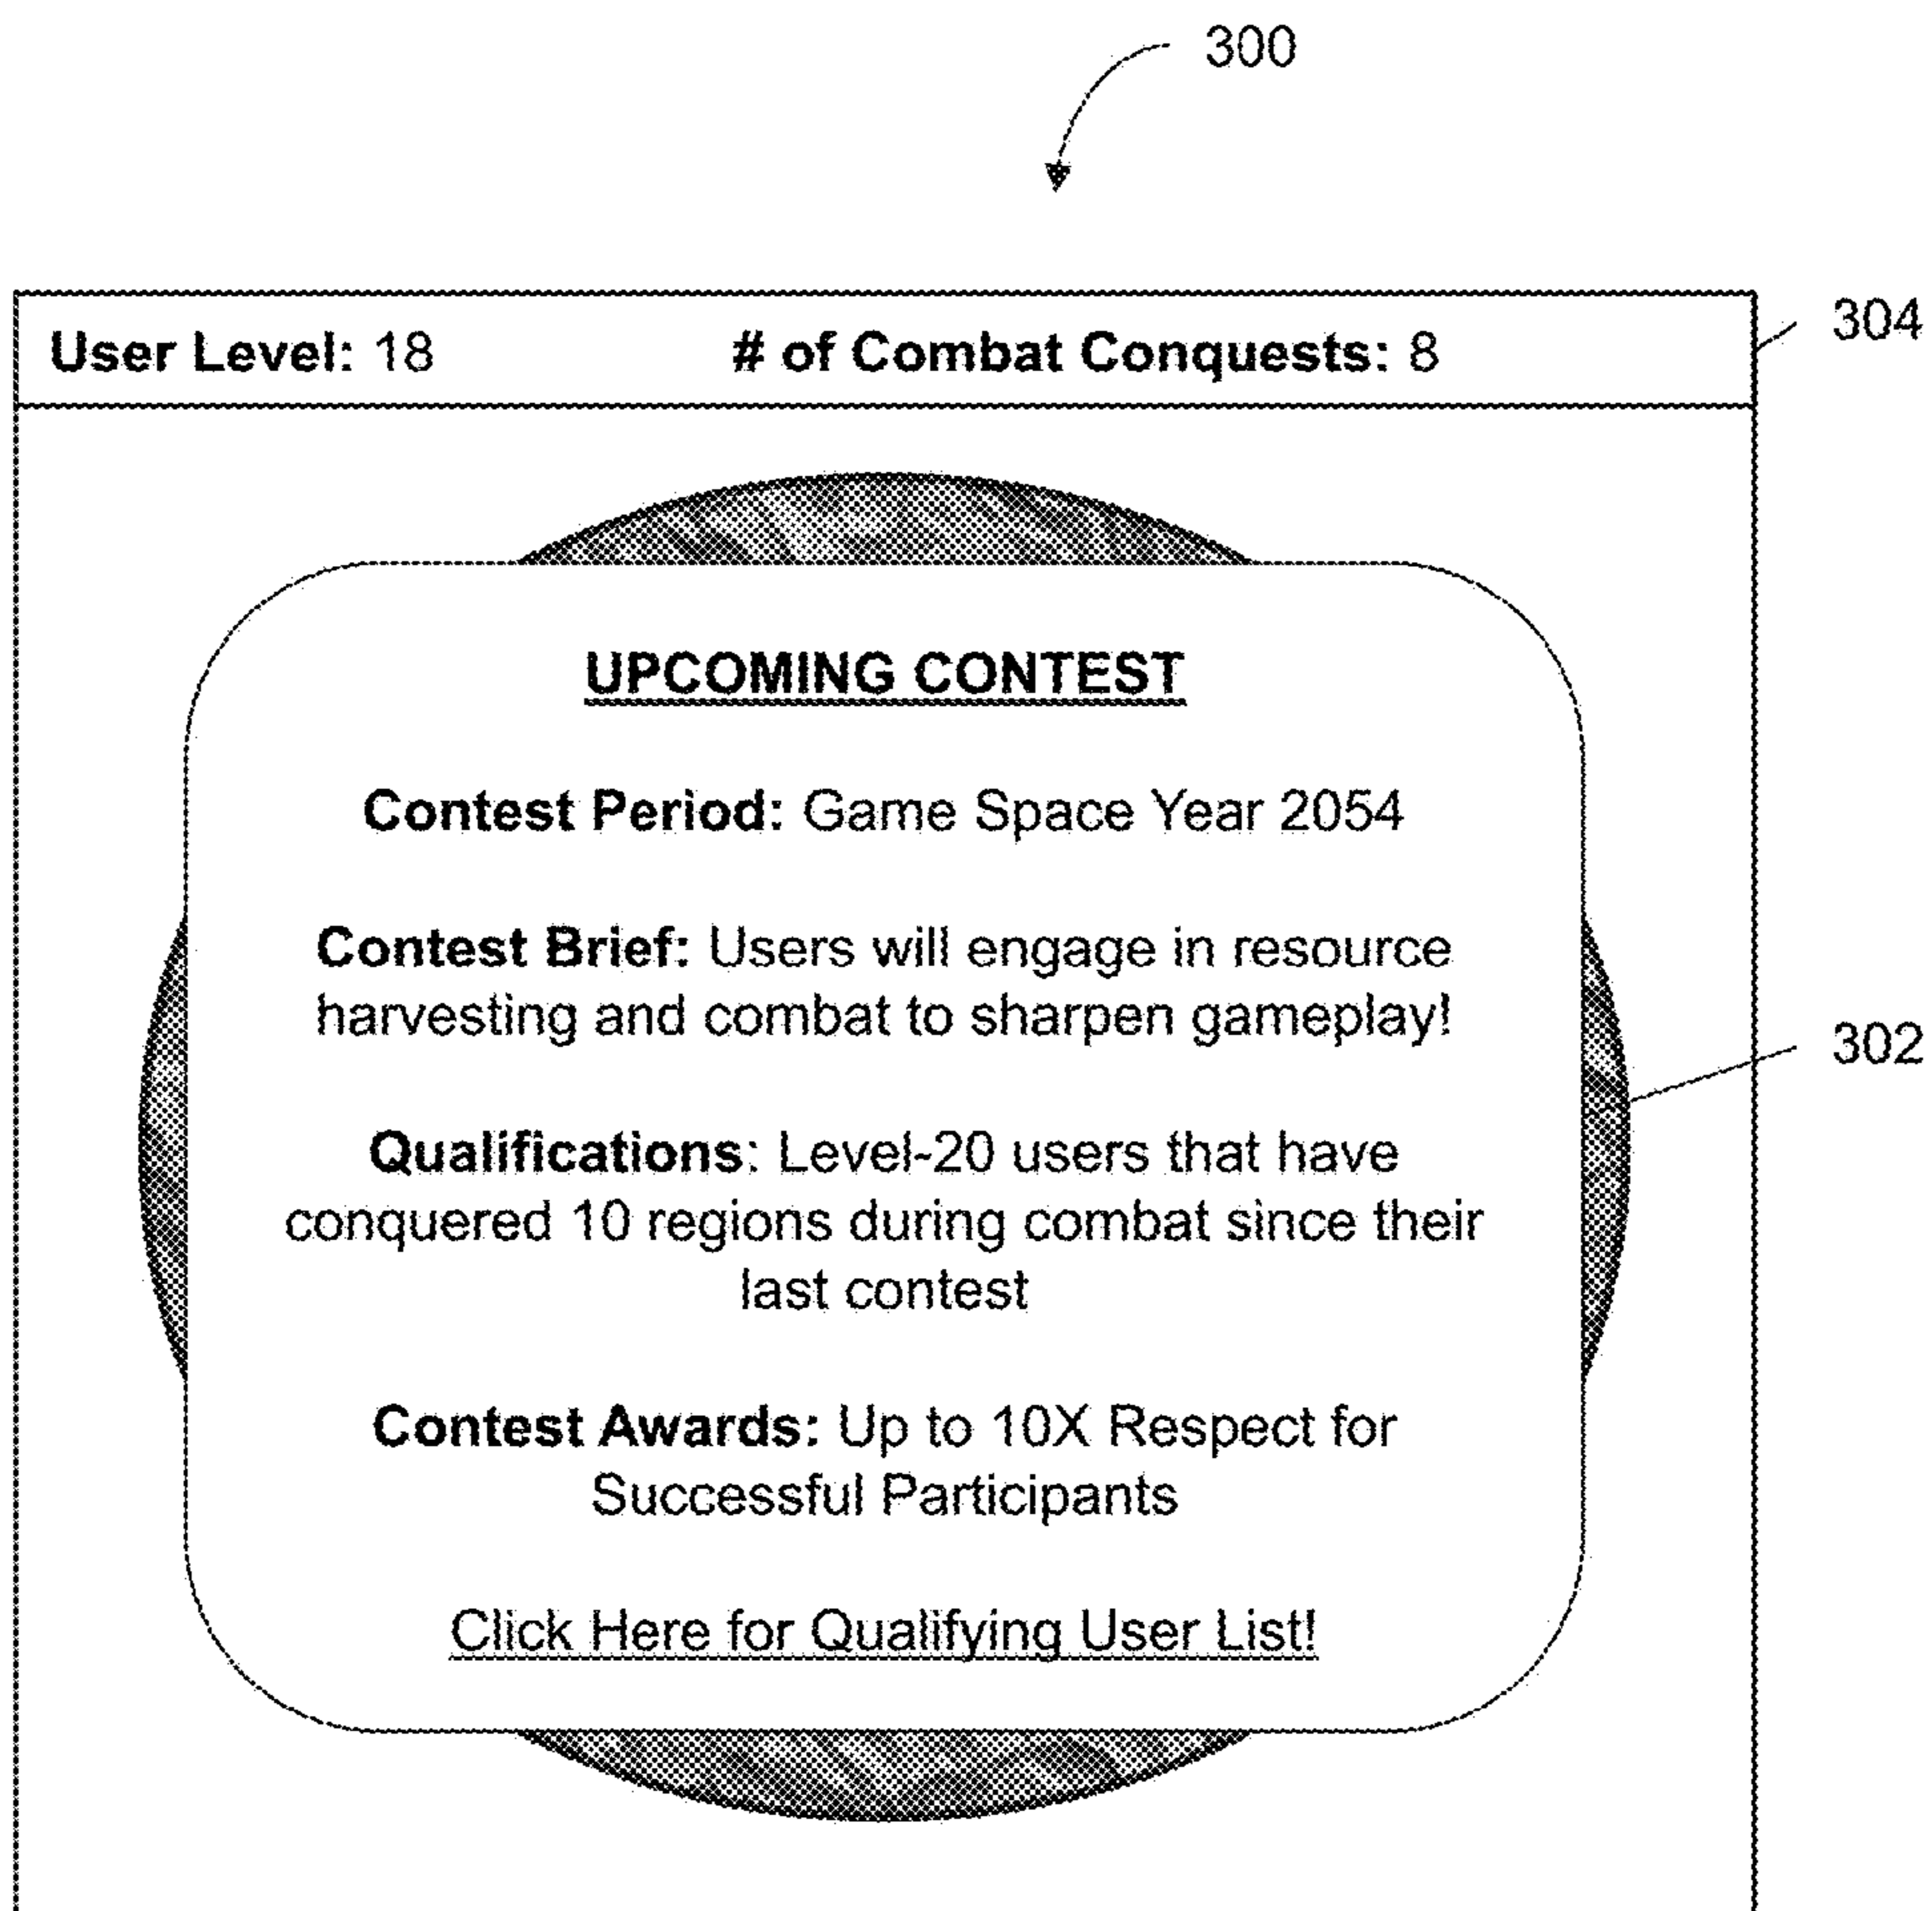 300
304
User Level: 18 # of Combat Conquests: 8
UPCOMING CONTEST
Contest Period: Game Space Year 2054
Contest Brief: Users will engage in resource
harvesting and combat to sharpen gameplay!
302
Qualifications: Level-20 users that have
conquered 10 regions during combat since their
last contest
Contest Awards: Up to 10X Respect for
Successful Participants
Click Here for Qualifying User List!